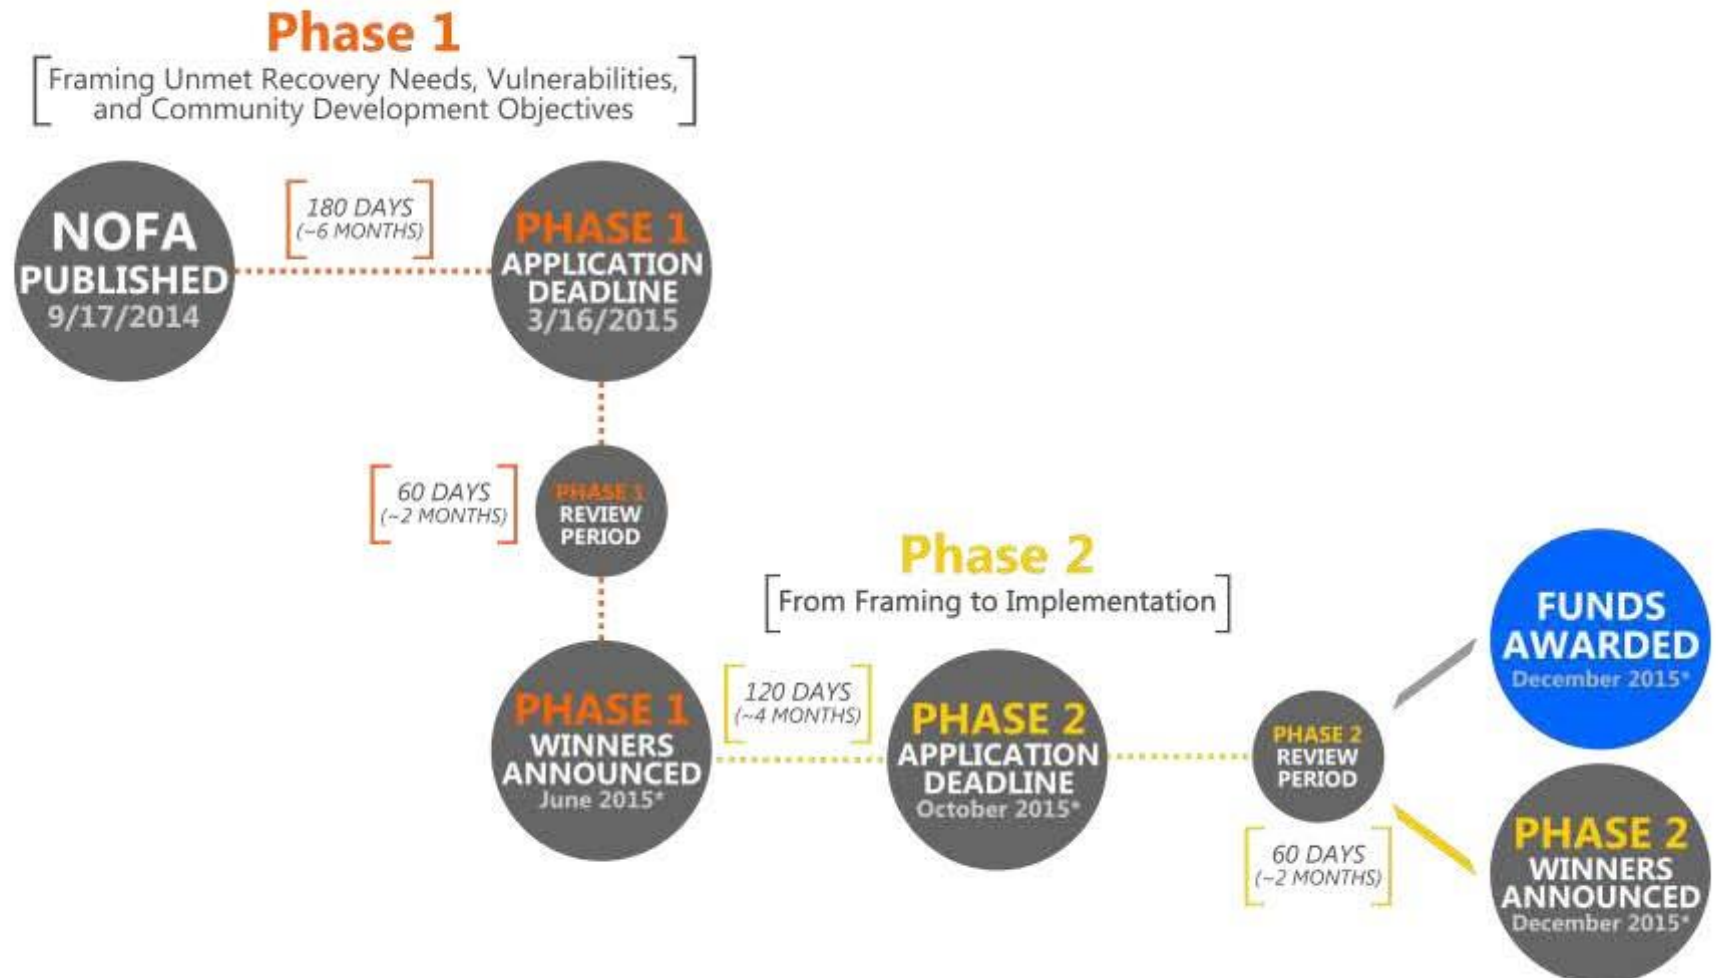 Phase 1
Framing Unmet Recovery Needs, Vulnerabilities,
and Community Development Objectives
NOFA
PUBLISHED
9/17/2014
180 DAYS
(~6 MONTHS)
PHASE 1
APPLICATION
DEADLINE
3/16/2015
60 DAYS
(~2 MONTHS)
PHASE 1
REVIEW
PERIOD
PHASE 1
WINNERS
ANNOUNCED
June 2015*
Phase 2
From Framing to Implementation
120 DAYS
(~4 MONTHS)
PHASE 2
APPLICATION
DEADLINE
October 2015*
PHASE 2
REVIEW
PERIOD
60 DAYS
(~2 MONTHS)
FUNDS
AWARDED
December 2015*
PHASE 2
WINNERS
ANNOUNCED
December 2015*